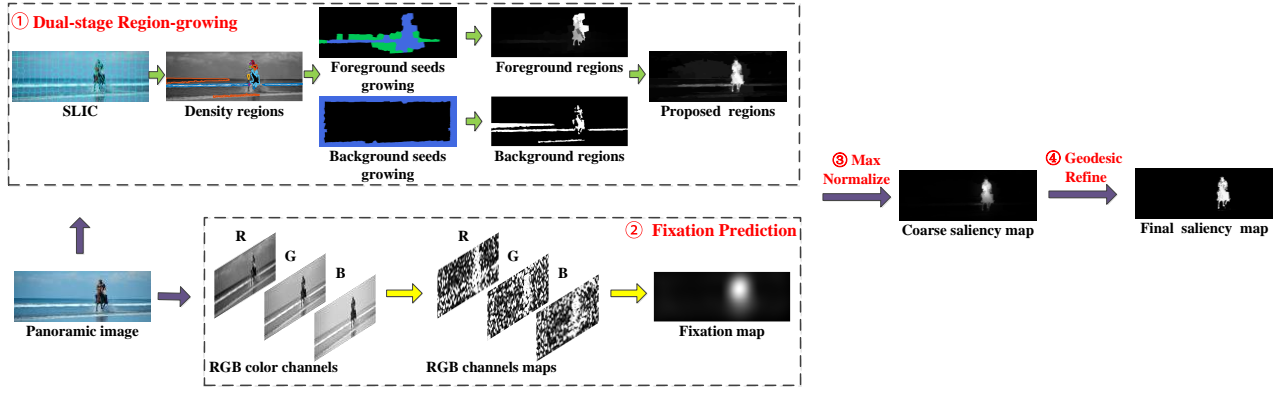 ① Dual-stage Region-growing
SLIC
Density regions
Foreground seeds
growing
Foreground regions
Background seeds
growing
Background regions
Proposed regions
③ Max
Normalize
④ Geodesic
Refine
Coarse saliency map
Final saliency map
Panoramic image
② Fixation Prediction
R
G
B
RGB color channels
R
G
B
RGB channels maps
Fixation map